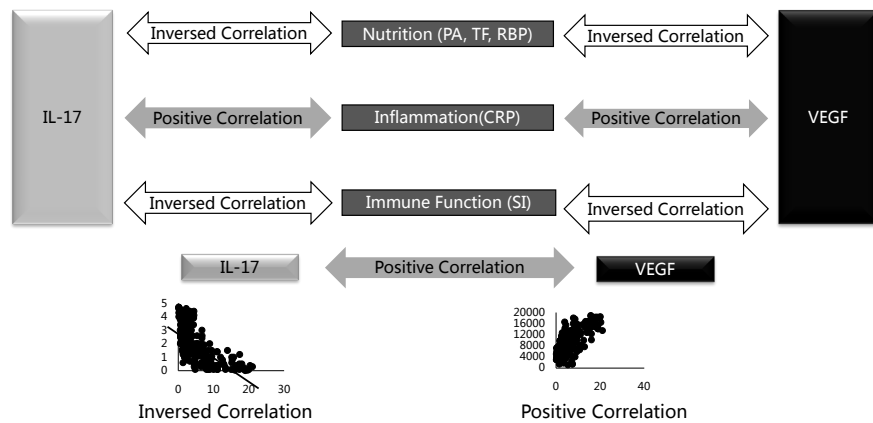 Inversed Correlation
Nutrition (PA, TF, RBP)
Inversed Correlation
IL-17
Positive Correlation
Inflammation(CRP)
Positive Correlation
VEGF
Inversed Correlation
Immune Function (SI)
Inversed Correlation
IL-17
Positive Correlation
VEGF
5
4
3
2
1
0
0 10 20 30
Inversed Correlation
20000
16000
12000
8000
4000
0
0 20 40
Positive Correlation